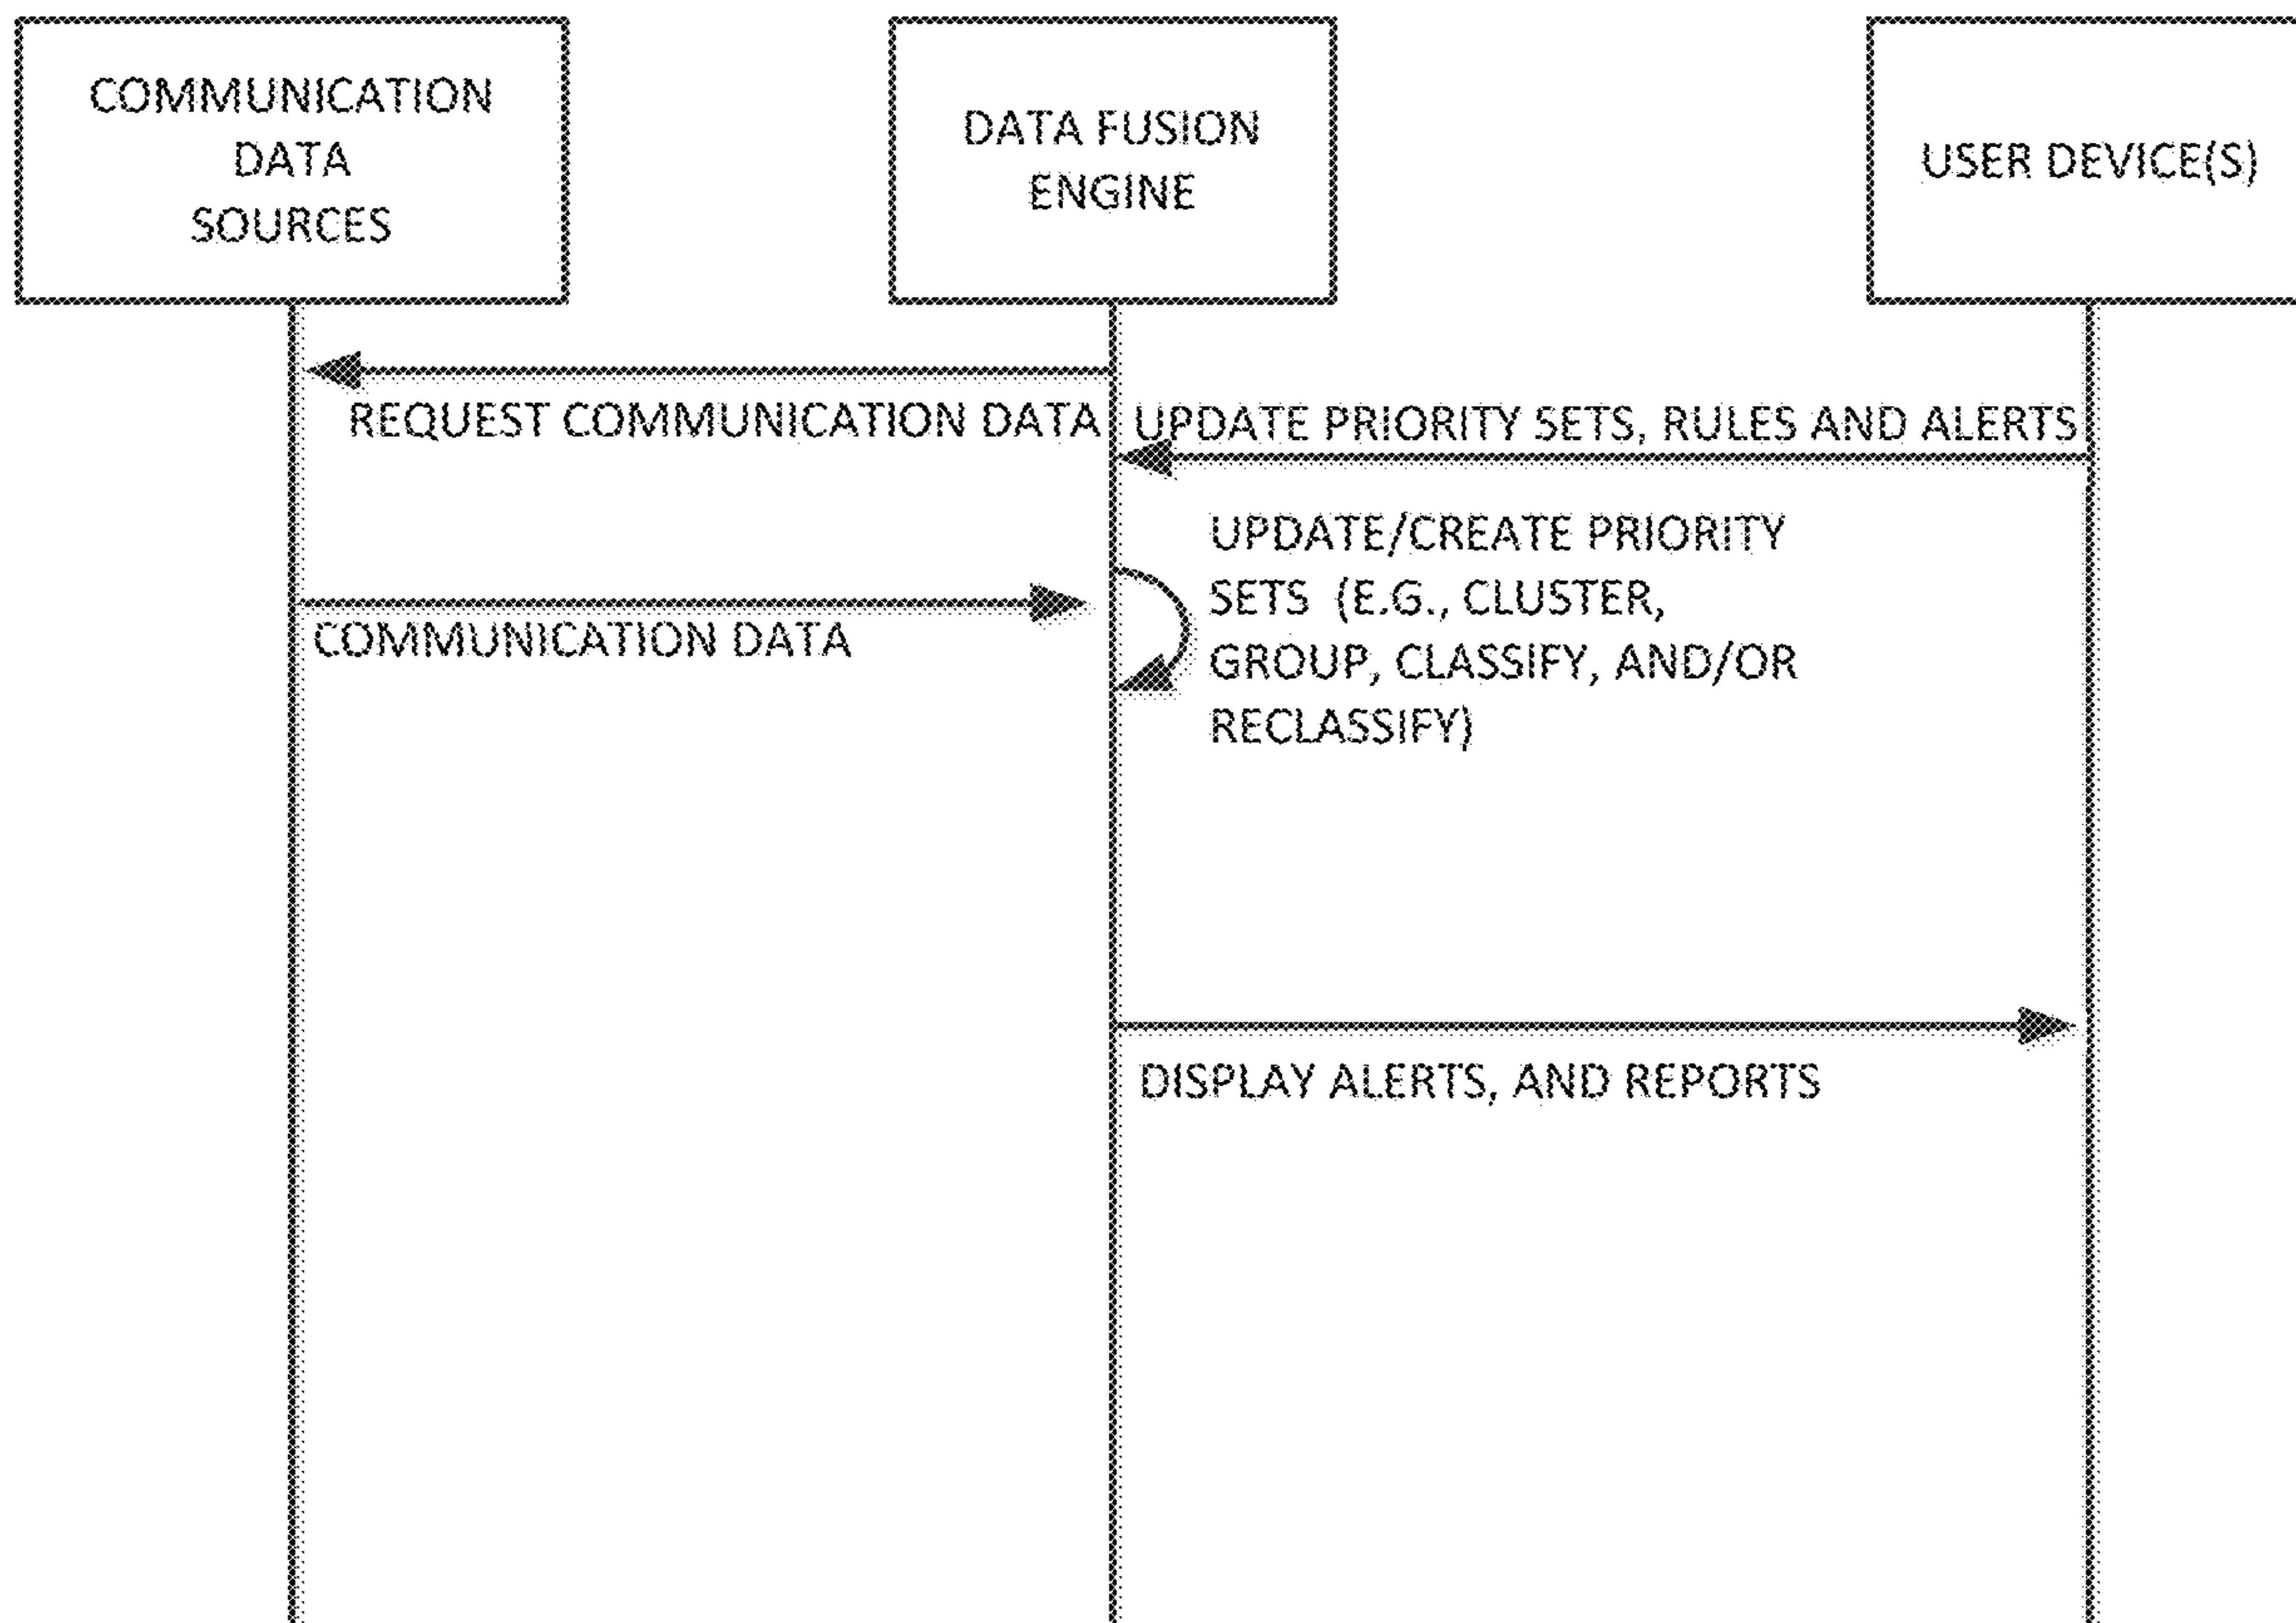 COMMUNICATION
DATA
SOURCES
DATA FUSION
ENGINE
USER DEVICE(S)
REQUEST COMMUNICATION DATA
UPDATE PRIORITY SETS, RULES AND ALERTS
UPDATE/CREATE PRIORITY
SETS (E.G., CLUSTER,
GROUP, CLASSIFY, AND/OR
RECLASSIFY)
COMMUNICATION DATA
DISPLAY ALERTS, AND REPORTS